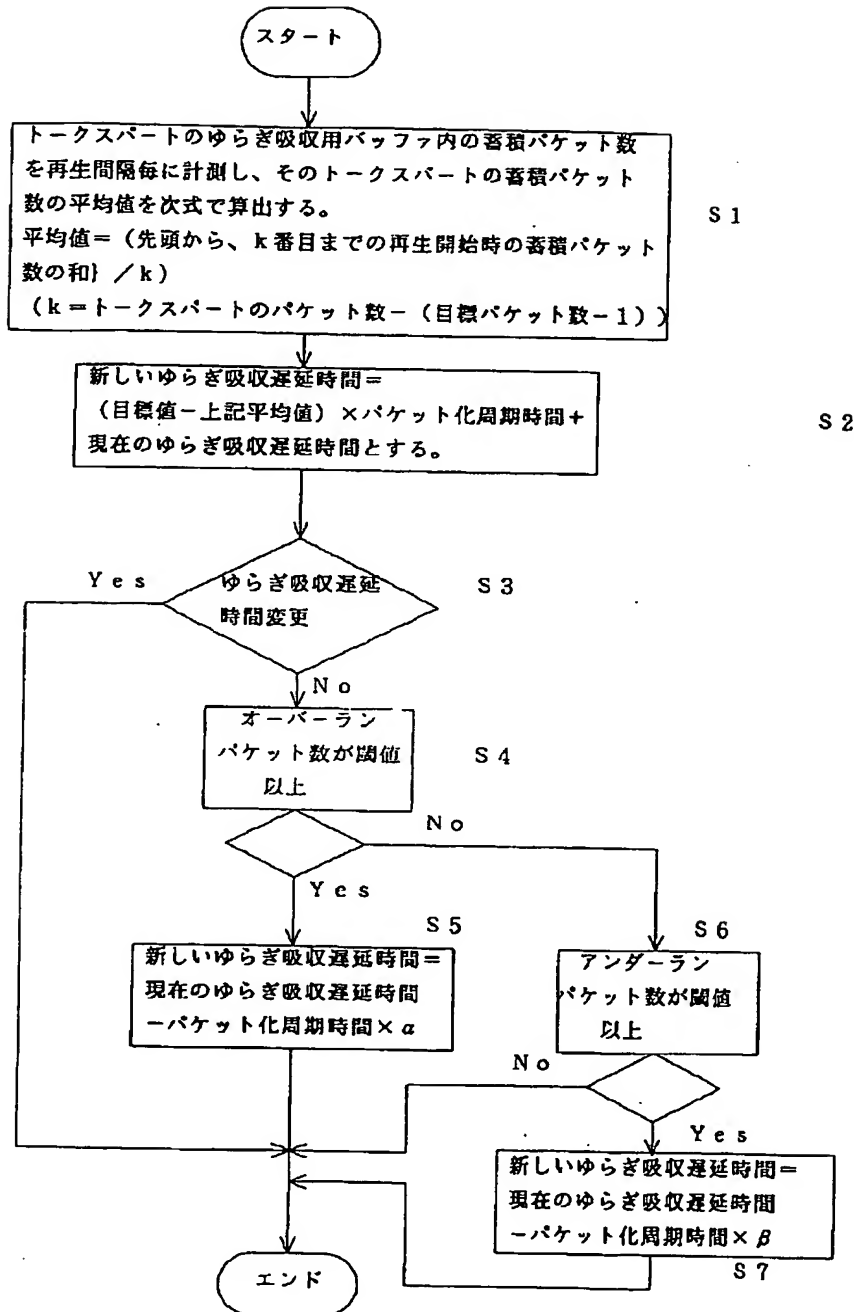 スタート
トークスパートのゆらぎ吸収用バッファ内の蓄積パケット数
を再生間隔毎に計測し、そのトークスパートの蓄積パケット
数の平均値を次式で算出する。
平均値=(先頭から、k番目までの再生開始時の蓄積パケット
数の和}/k)
(k=トークスパートのパケット数-(目標パケット数-1))
S1
新しいゆらぎ吸収遅延時間=
(目標値-上記平均値)×パケット化周期時間+
現在のゆらぎ吸収遅延時間とする。
S2
Yes
ゆらぎ吸収遅延
時間変更
S3
No
オーバーラン
パケット数が閾値
以上
S4
No
Yes
S5
新しいゆらぎ吸収遅延時間=
現在のゆらぎ吸収遅延時間
-パケット化周期時間×α
S6
アンダーラン
パケット数が閾値
以上
No
Yes
新しいゆらぎ吸収遅延時間=
現在のゆらぎ吸収遅延時間
-パケット化周期時間×β
S7
エンド